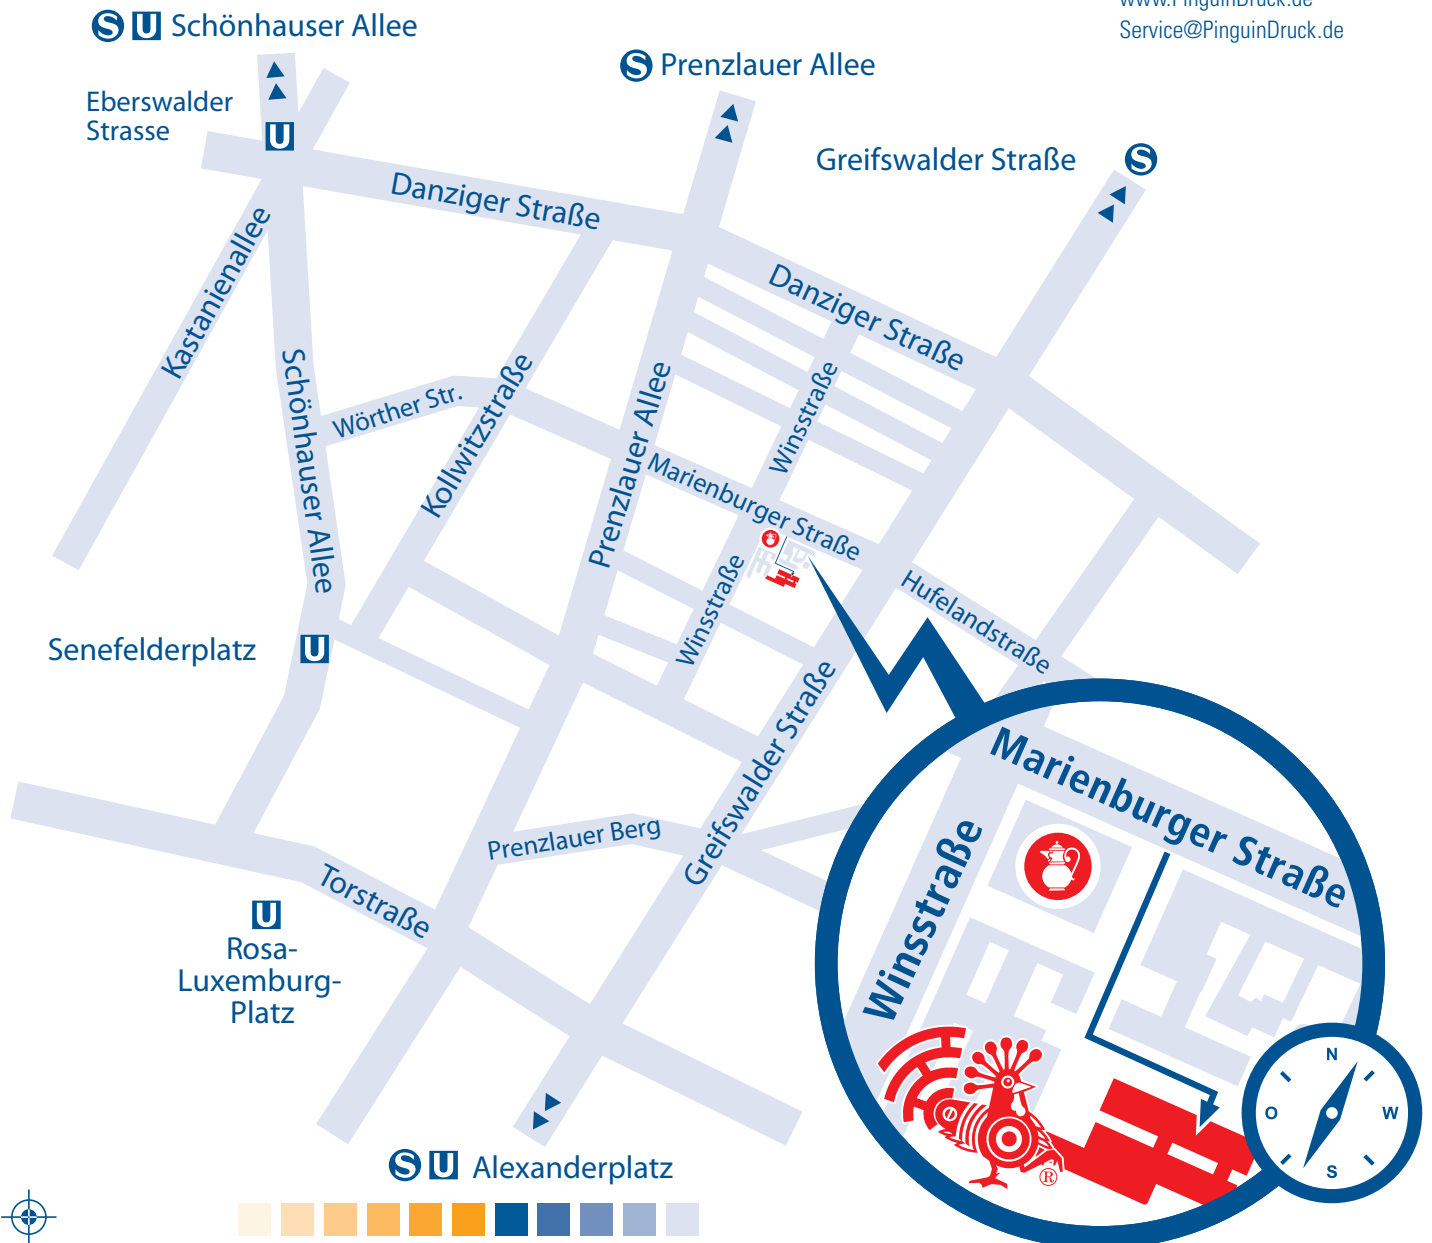 www.PinguinDruck.de
Service@PinguinDruck.de
S U Schönhauser Allee
S Prenzlauer Allee
Eberswalder
Strasse
U
Greifswalder Straße S
Danziger Straße
Kastanienallee
Danziger Straße
Schönhauser Allee
Wörther Str.
Kollwitzstraße
Prenzlauer Allee
Winsstraße
Marienburger Straße
Winsstraße
Hufelandstraße
Senefelderplatz U
Greifswalder Straße
Prenzlauer Berg
Torstraße
U
Rosa-
Luxemburg-
Platz
Marienburger Straße
Winsstraße
®
N
O W
S
S U Alexanderplatz